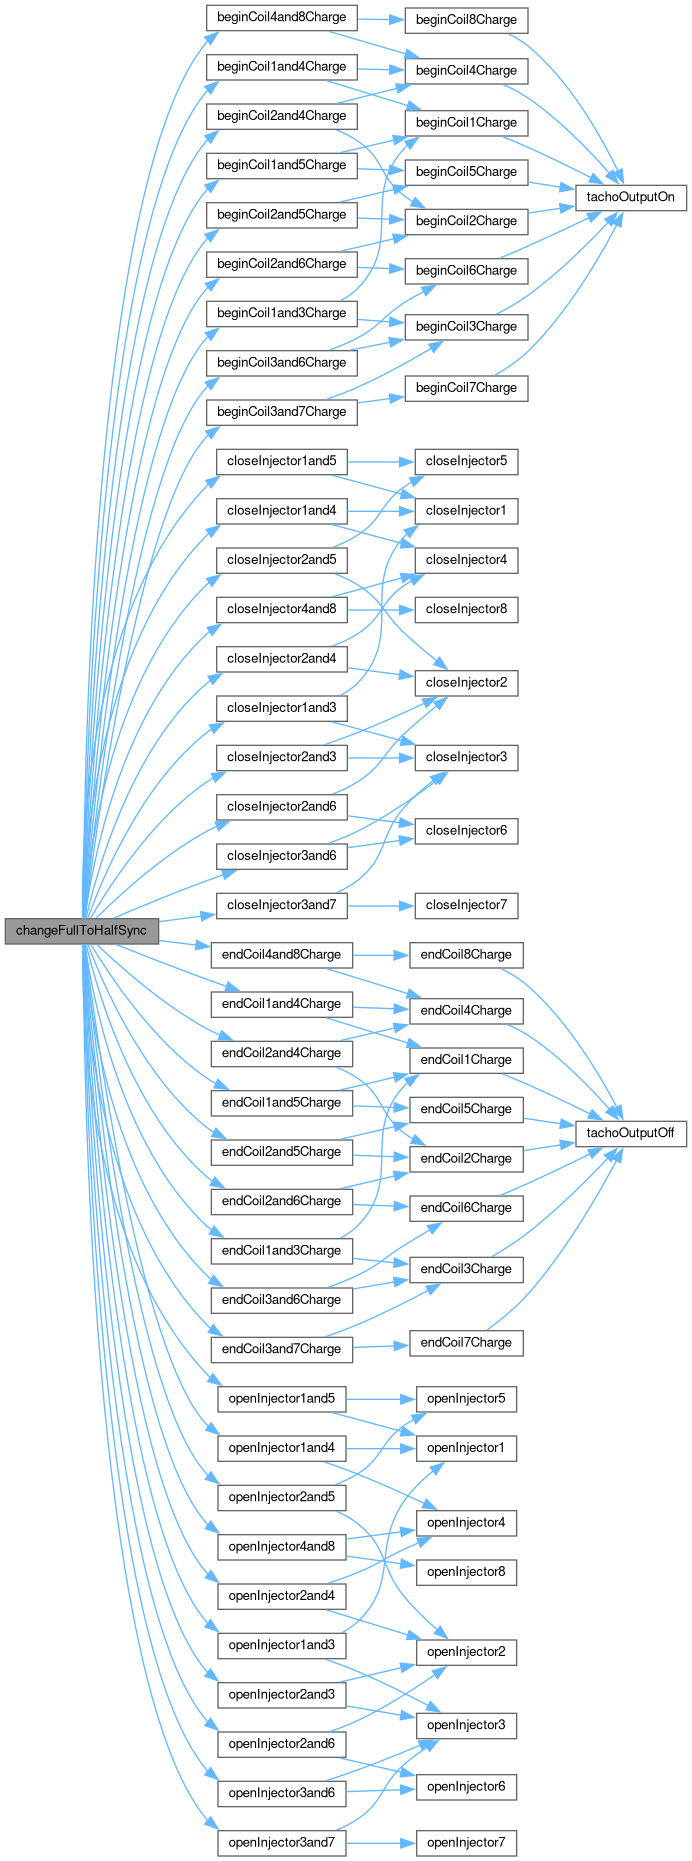 changeFullToHalfSync
beginCoil4and8Charge
beginCoil1and4Charge
beginCoil2and4Charge
beginCoil1and5Charge
beginCoil2and5Charge
beginCoil2and6Charge
beginCoil1and3Charge
beginCoil3and6Charge
beginCoil3and7Charge
closeInjector1and5
closeInjector1and4
closeInjector2and5
closeInjector4and8
closeInjector2and4
closeInjector1and3
closeInjector2and3
closeInjector2and6
closeInjector3and6
closeInjector3and7
endCoil4and8Charge
endCoil1and4Charge
endCoil2and4Charge
endCoil1and5Charge
endCoil2and5Charge
endCoil2and6Charge
endCoil1and3Charge
endCoil3and6Charge
endCoil3and7Charge
openInjector1and5
openInjector1and4
openInjector2and5
openInjector4and8
openInjector2and4
openInjector1and3
openInjector2and3
openInjector2and6
openInjector3and6
openInjector3and7
beginCoil8Charge
beginCoil4Charge
beginCoil1Charge
beginCoil5Charge
beginCoil2Charge
beginCoil6Charge
beginCoil3Charge
beginCoil7Charge
closeInjector5
closeInjector1
closeInjector4
closeInjector8
closeInjector2
closeInjector3
closeInjector6
closeInjector7
endCoil8Charge
endCoil4Charge
endCoil1Charge
endCoil5Charge
endCoil2Charge
endCoil6Charge
endCoil3Charge
endCoil7Charge
openInjector5
openInjector1
openInjector4
openInjector8
openInjector2
openInjector3
openInjector6
openInjector7
tachoOutputOn
tachoOutputOff